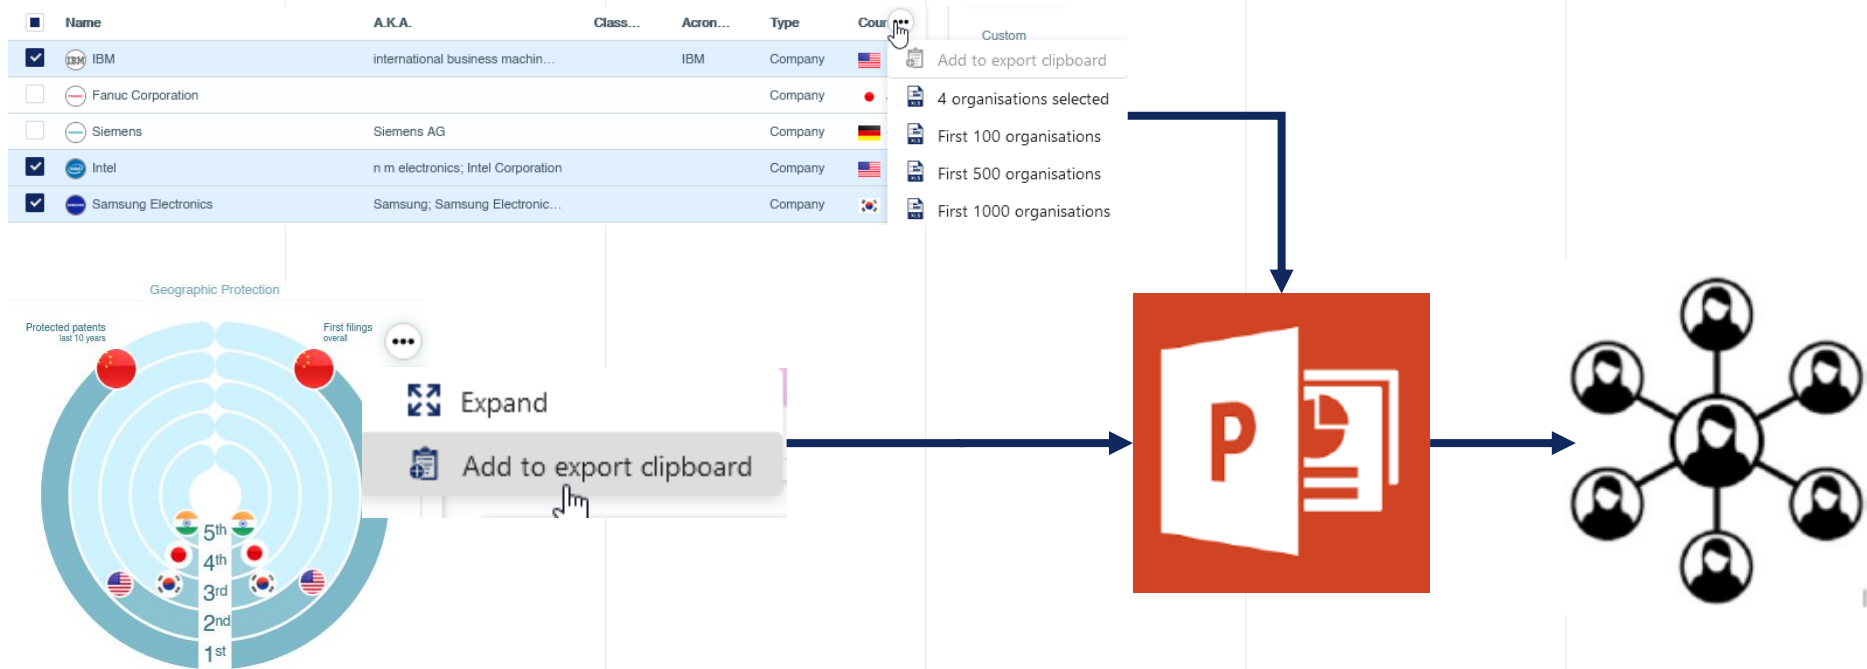 Name A.K.A. Class... Acron... Type Cour
IBM international business machin... IBM Company
Fanuc Corporation Company
Siemens Siemens AG Company
Intel n m electronics; Intel Corporation Company
Samsung Electronics Samsung; Samsung Electronic... Company
Custom
Add to export clipboard
4 organisations selected
First 100 organisations
First 500 organisations
First 1000 organisations
Geographic Protection
Protected patents
last 10 years
First filings
overall
Expand
Add to export clipboard
5th
4th
3rd
2nd
1st
P